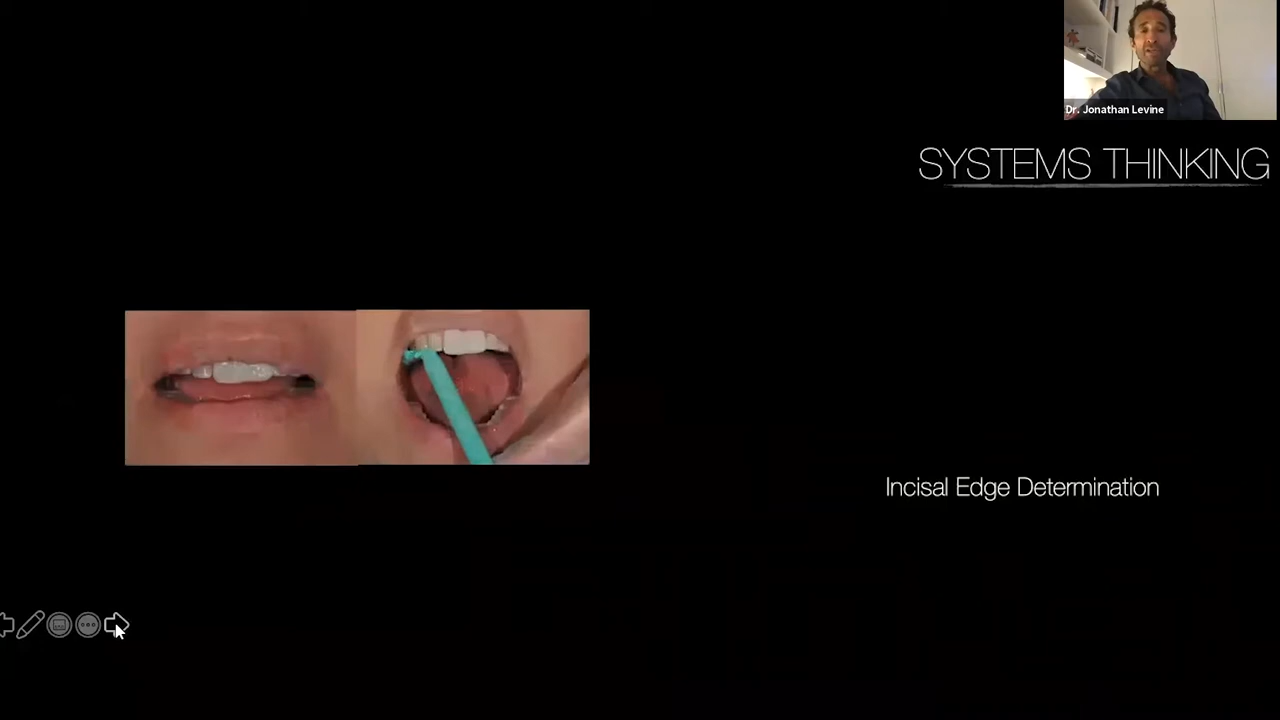 Dr. Jonathan Levine
SYSTEMS THINKING
Incisal Edge Determination